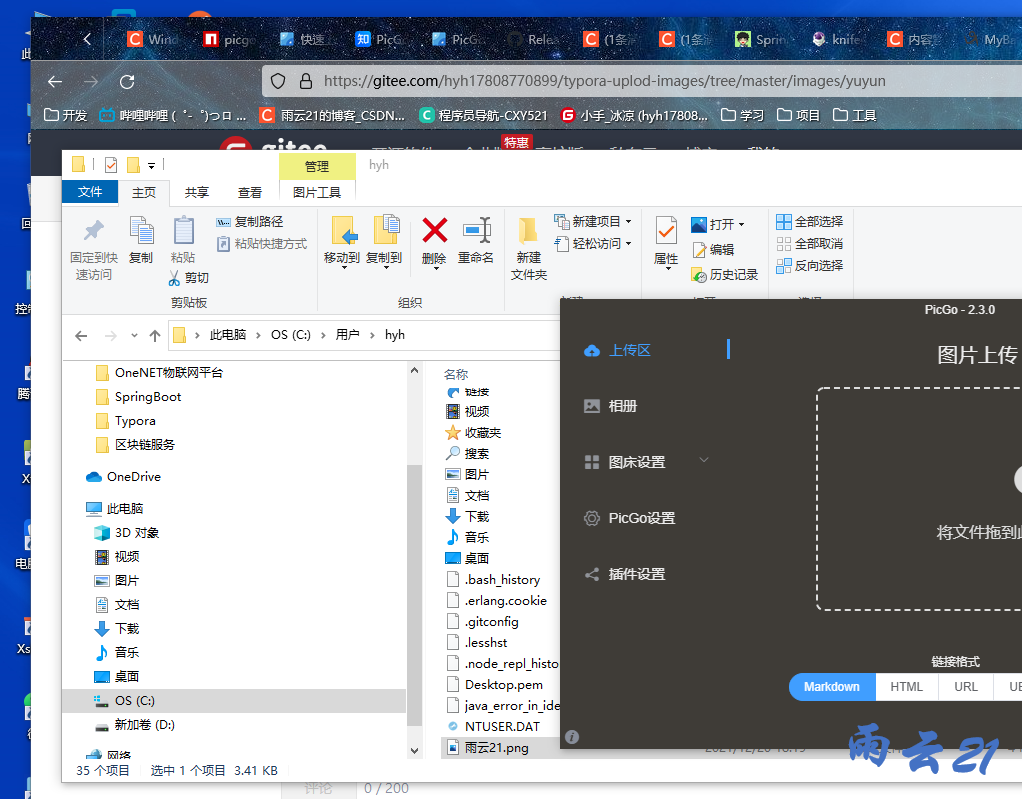 Wind
picgo
快速
PicGo
PicGo
Relea
(1条消
(1条消
Sprin
knife
内容管
MyBa
https://gitee.com/hyh17808770899/typora-uplod-images/tree/master/images/yuyun
开发
哔哩哔哩 ( ゜- ゜)つロ ...
雨云21的博客_CSDN...
程序员导航-CXY521
小手_冰凉 (hyh17808...
学习
项目
工具
特惠
管理
hyh
文件
主页
共享
查看
图片工具
固定到快
速访问
复制
粘贴
复制路径
粘贴快捷方式
剪切
剪贴板
移动到
复制到
删除
重命名
组织
新建
文件夹
新建项目
轻松访问
新建
属性
打开
编辑
历史记录
打开
全部选择
全部取消
反向选择
选择
此电脑
OS (C:)
用户
hyh
OneNET物联网平台
SpringBoot
Typora
区块链服务
OneDrive
此电脑
3D 对象
视频
图片
文档
下载
音乐
桌面
OS (C:)
新加卷 (D:)
网络
名称
链接
视频
收藏夹
搜索
图片
文档
下载
音乐
桌面
.bash_history
.erlang.cookie
.gitconfig
.lesshst
.node_repl_histo
Desktop.pem
java_error_in_ide
NTUSER.DAT
雨云21.png
35 个项目
选中 1 个项目 3.41 KB
PicGo - 2.3.0
上传区
相册
图床设置
PicGo设置
插件设置
图片上传
将文件拖到此
链接格式
Markdown
HTML
URL
UB
雨云21
评论
0 / 200